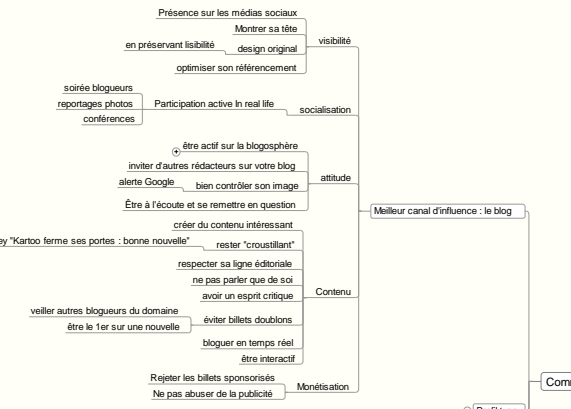 Présence sur les médias sociaux
Montrer sa tête
en préservant lisibilité
design original
visibilité
optimiser son référencement
soirée blogueurs
reportages photos
conférences
Participation active In real life
socialisation
être actif sur la blogosphère
inviter d'autres rédacteurs sur votre blog
alerte Google
bien contrôler son image
attitude
Être à l'écoute et se remettre en question
Meilleur canal d'influence : le blog
créer du contenu intéressant
"Kartoo ferme ses portes : bonne nouvelle"
rester "croustillant"
respecter sa ligne éditoriale
ne pas parler que de soi
Contenu
avoir un esprit critique
veiller autres blogueurs du domaine
être le 1er sur une nouvelle
éviter billets doublons
bloguer en temps réel
être interactif
Rejeter les billets sponsorisés
Ne pas abuser de la publicité
Monétisation